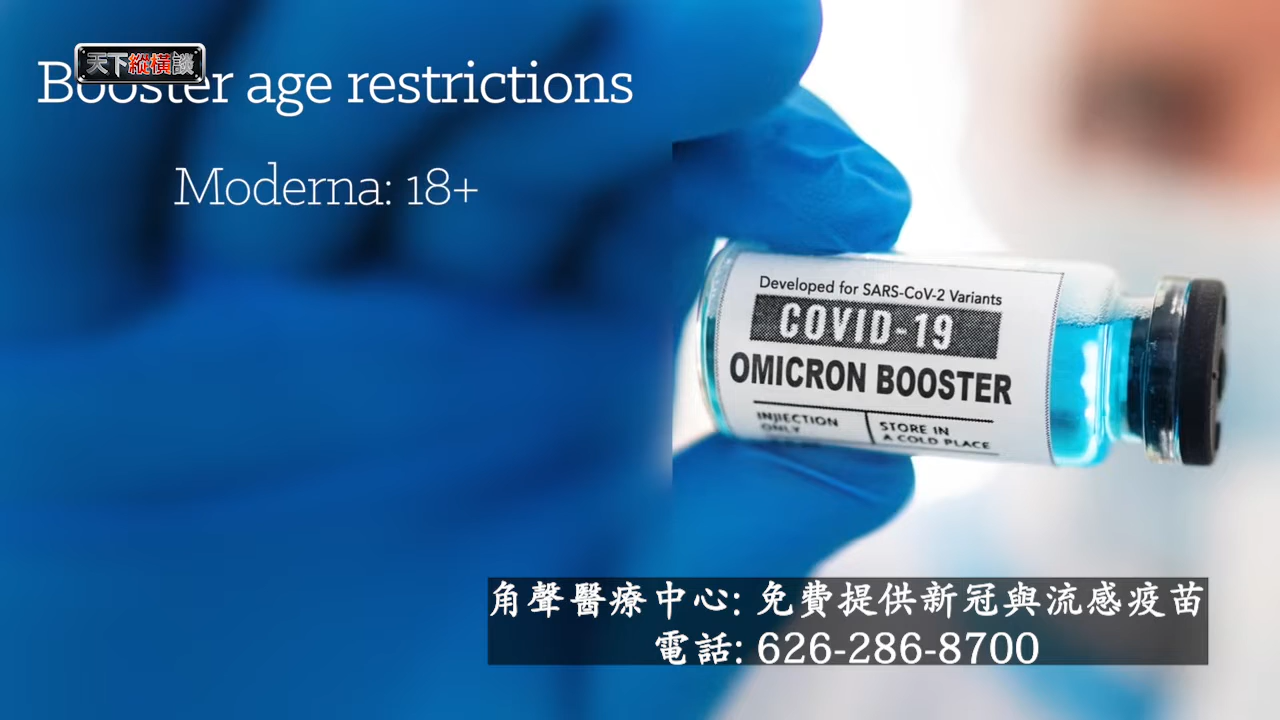 天下縱橫談
Booster age restrictions
Moderna: 18+
Developed for SARS-CoV-2 Variants
COVID-19
OMICRON BOOSTER
INJECTION
ONLY
STORE IN
A COLD PLACE
角聲醫療中心: 免費提供新冠與流感疫苗
電話: 626-286-8700